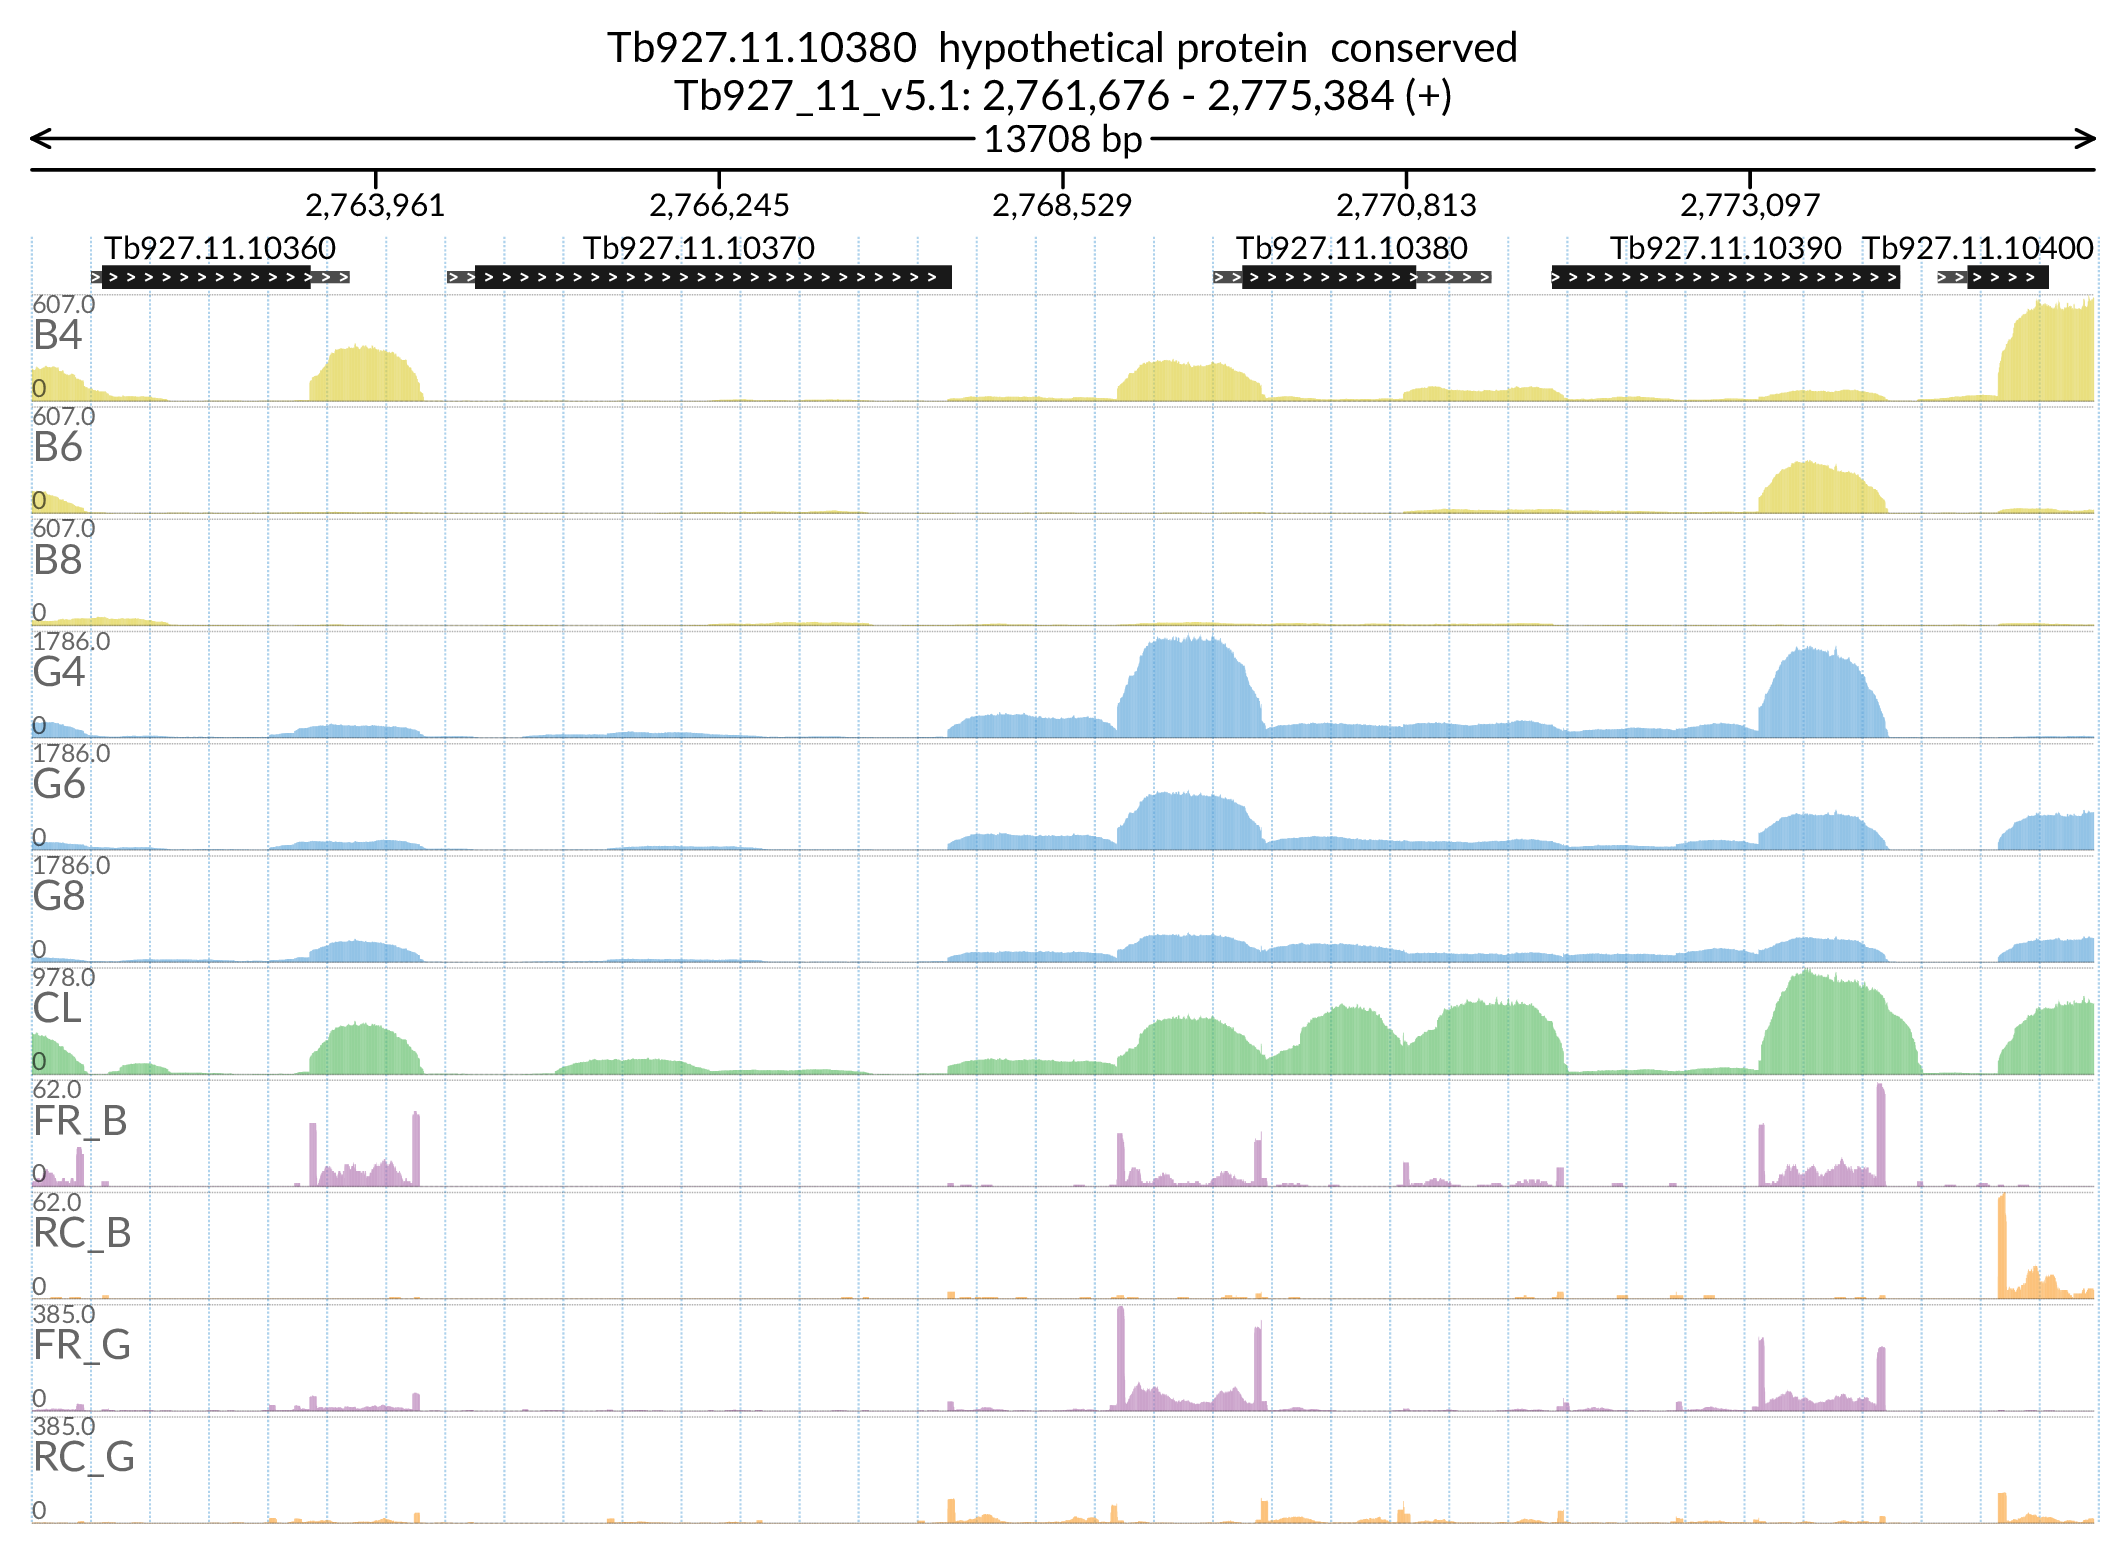 Tb927.11.10380  hypothetical protein  conserved
Tb927_11_v5.1: 2,761,676 - 2,775,384 (+)
13708 bp
2,763,961 2,766,245 2,768,529 2,770,813 2,773,097
Tb927.11.10360 Tb927.11.10370 Tb927.11.10380 Tb927.11.10390 Tb927.11.10400
607.0
B4
0
607.0
B6
0
607.0
B8
0
1786.0
G4
0
1786.0
G6
0
1786.0
G8
0
978.0
CL
0
62.0
FR_B
0
62.0
RC_B
0
385.0
FR_G
0
385.0
RC_G
0